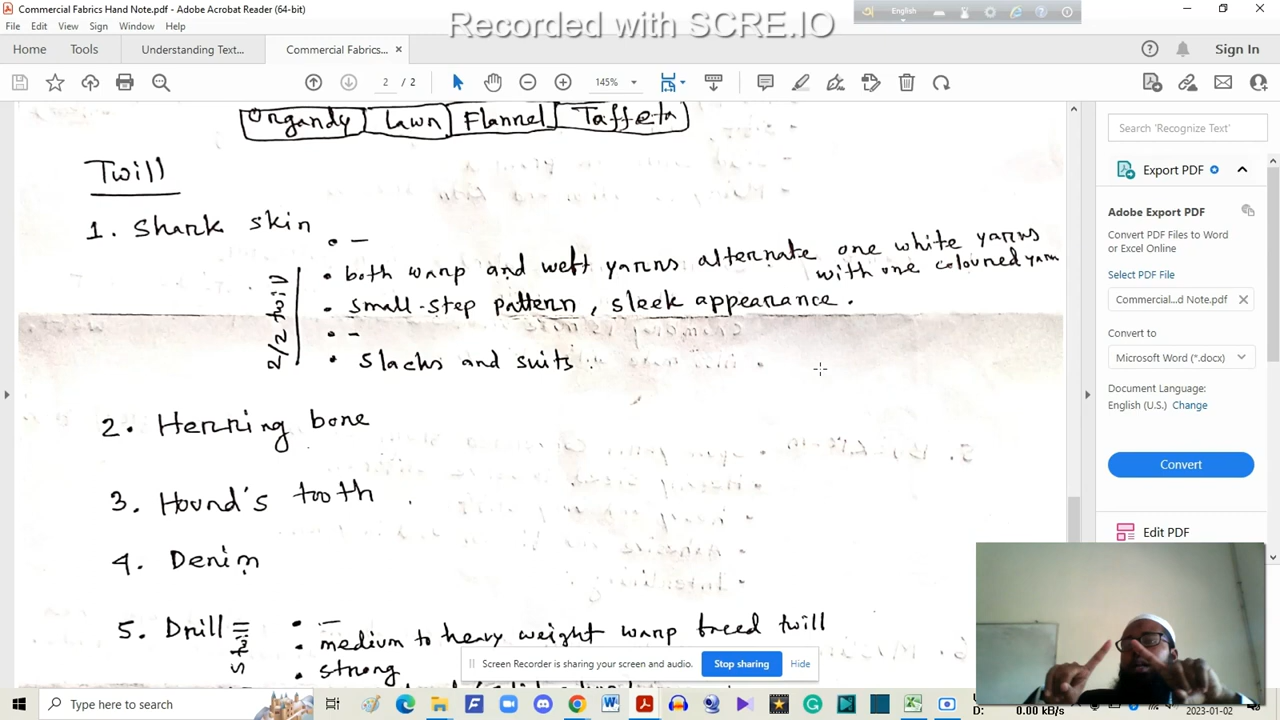 Commercial Fabrics Hand Note.pdf - Adobe Acrobat Reader (64-bit)
English
File Edit View Sign Window Help
Recorded with SCRE.IO
Home Tools Understanding Text... Commercial Fabrics... × Sign In
2 / 2 145%
Organdy Lawn Flannel Taffeta
Twill
1. Shark skin
• —
• both warp and weft yarns alternate one white yarns
with one coloured yarn
• small-step pattern, sleek appearance.
• -
• slacks and suits
2/2 twill
2. Herring bone
3. Hound's tooth
4. Denim
5. Drill
• —
• medium to heavy weight warp faced twill
• strong
Search 'Recognize Text'
Export PDF
Adobe Export PDF
Convert PDF Files to Word
or Excel Online
Select PDF File
Commercial...d Note.pdf
Convert to
Microsoft Word (*.docx)
Document Language:
English (U.S.) Change
Convert
Edit PDF
Screen Recorder is sharing your screen and audio. Stop sharing Hide
Type here to search
D: 0.00 kB/s
2023-01-02